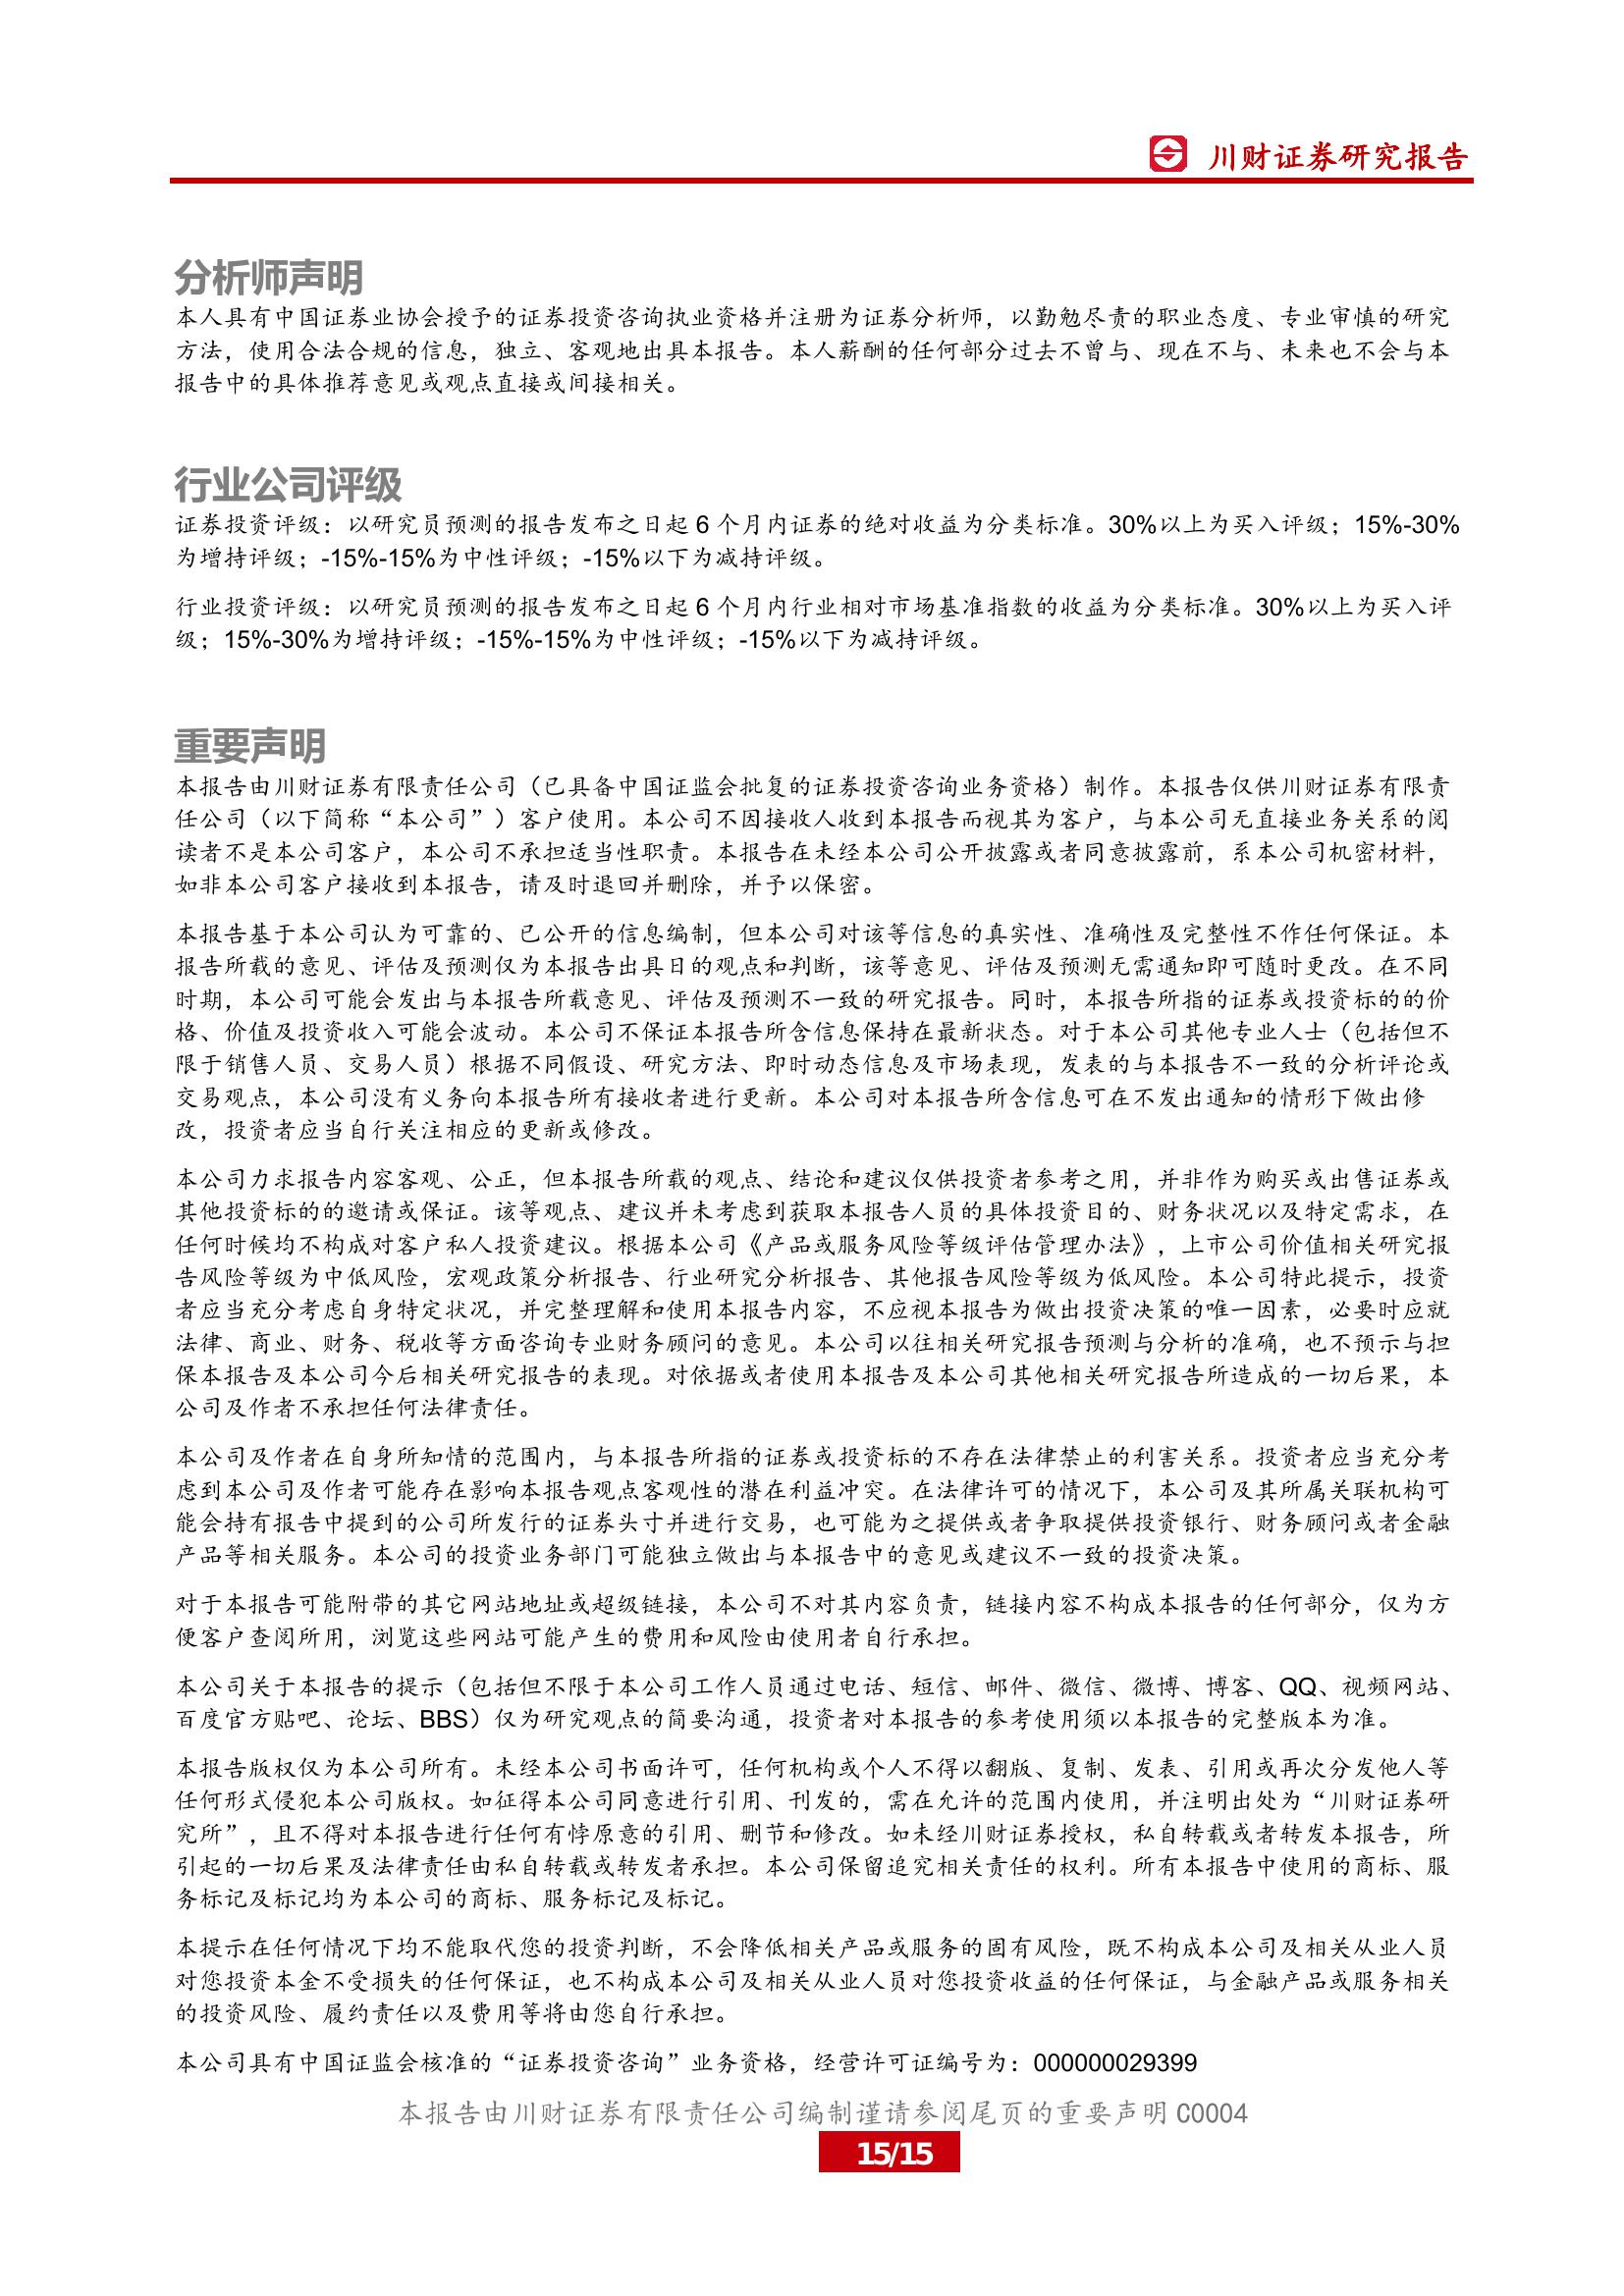 川财证券研究报告
分析师声明
本人具有中国证券业协会授予的证券投资咨询执业资格并注册为证券分析师，以勤勉尽责的职业态度、专业审慎的研究
方法，使用合法合规的信息，独立、客观地出具本报告。本人薪酬的任何部分过去不曾与、现在不与、未来也不会与本
报告中的具体推荐意见或观点直接或间接相关。
行业公司评级
证券投资评级：以研究员预测的报告发布之日起 6 个月内证券的绝对收益为分类标准。30%以上为买入评级；15%-30%
为增持评级；-15%-15%为中性评级；-15%以下为减持评级。
行业投资评级：以研究员预测的报告发布之日起 6 个月内行业相对市场基准指数的收益为分类标准。30%以上为买入评
级；15%-30%为增持评级；-15%-15%为中性评级；-15%以下为减持评级。
重要声明
本报告由川财证券有限责任公司（已具备中国证监会批复的证券投资咨询业务资格）制作。本报告仅供川财证券有限责
任公司（以下简称“本公司”）客户使用。本公司不因接收人收到本报告而视其为客户，与本公司无直接业务关系的阅
读者不是本公司客户，本公司不承担适当性职责。本报告在未经本公司公开披露或者同意披露前，系本公司机密材料，
如非本公司客户接收到本报告，请及时退回并删除，并予以保密。
本报告基于本公司认为可靠的、已公开的信息编制，但本公司对该等信息的真实性、准确性及完整性不作任何保证。本
报告所载的意见、评估及预测仅为本报告出具日的观点和判断，该等意见、评估及预测无需通知即可随时更改。在不同
时期，本公司可能会发出与本报告所载意见、评估及预测不一致的研究报告。同时，本报告所指的证券或投资标的的价
格、价值及投资收入可能会波动。本公司不保证本报告所含信息保持在最新状态。对于本公司其他专业人士（包括但不
限于销售人员、交易人员）根据不同假设、研究方法、即时动态信息及市场表现，发表的与本报告不一致的分析评论或
交易观点，本公司没有义务向本报告所有接收者进行更新。本公司对本报告所含信息可在不发出通知的情形下做出修
改，投资者应当自行关注相应的更新或修改。
本公司力求报告内容客观、公正，但本报告所载的观点、结论和建议仅供投资者参考之用，并非作为购买或出售证券或
其他投资标的的邀请或保证。该等观点、建议并未考虑到获取本报告人员的具体投资目的、财务状况以及特定需求，在
任何时候均不构成对客户私人投资建议。根据本公司《产品或服务风险等级评估管理办法》，上市公司价值相关研究报
告风险等级为中低风险，宏观政策分析报告、行业研究分析报告、其他报告风险等级为低风险。本公司特此提示，投资
者应当充分考虑自身特定状况，并完整理解和使用本报告内容，不应视本报告为做出投资决策的唯一因素，必要时应就
法律、商业、财务、税收等方面咨询专业财务顾问的意见。本公司以往相关研究报告预测与分析的准确，也不预示与担
保本报告及本公司今后相关研究报告的表现。对依据或者使用本报告及本公司其他相关研究报告所造成的一切后果，本
公司及作者不承担任何法律责任。
本公司及作者在自身所知情的范围内，与本报告所指的证券或投资标的不存在法律禁止的利害关系。投资者应当充分考
虑到本公司及作者可能存在影响本报告观点客观性的潜在利益冲突。在法律许可的情况下，本公司及其所属关联机构可
能会持有报告中提到的公司所发行的证券头寸并进行交易，也可能为之提供或者争取提供投资银行、财务顾问或者金融
产品等相关服务。本公司的投资业务部门可能独立做出与本报告中的意见或建议不一致的投资决策。
对于本报告可能附带的其它网站地址或超级链接，本公司不对其内容负责，链接内容不构成本报告的任何部分，仅为方
便客户查阅所用，浏览这些网站可能产生的费用和风险由使用者自行承担。
本公司关于本报告的提示（包括但不限于本公司工作人员通过电话、短信、邮件、微信、微博、博客、QQ、视频网站、
百度官方贴吧、论坛、BBS）仅为研究观点的简要沟通，投资者对本报告的参考使用须以本报告的完整版本为准。
本报告版权仅为本公司所有。未经本公司书面许可，任何机构或个人不得以翻版、复制、发表、引用或再次分发他人等
任何形式侵犯本公司版权。如征得本公司同意进行引用、刊发的，需在允许的范围内使用，并注明出处为“川财证券研
究所”，且不得对本报告进行任何有悖原意的引用、删节和修改。如未经川财证券授权，私自转载或者转发本报告，所
引起的一切后果及法律责任由私自转载或转发者承担。本公司保留追究相关责任的权利。所有本报告中使用的商标、服
务标记及标记均为本公司的商标、服务标记及标记。
本提示在任何情况下均不能取代您的投资判断，不会降低相关产品或服务的固有风险，既不构成本公司及相关从业人员
对您投资本金不受损失的任何保证，也不构成本公司及相关从业人员对您投资收益的任何保证，与金融产品或服务相关
的投资风险、履约责任以及费用等将由您自行承担。
本公司具有中国证监会核准的“证券投资咨询”业务资格，经营许可证编号为：000000029399
本报告由川财证券有限责任公司编制谨请参阅尾页的重要声明 C0004
15/15